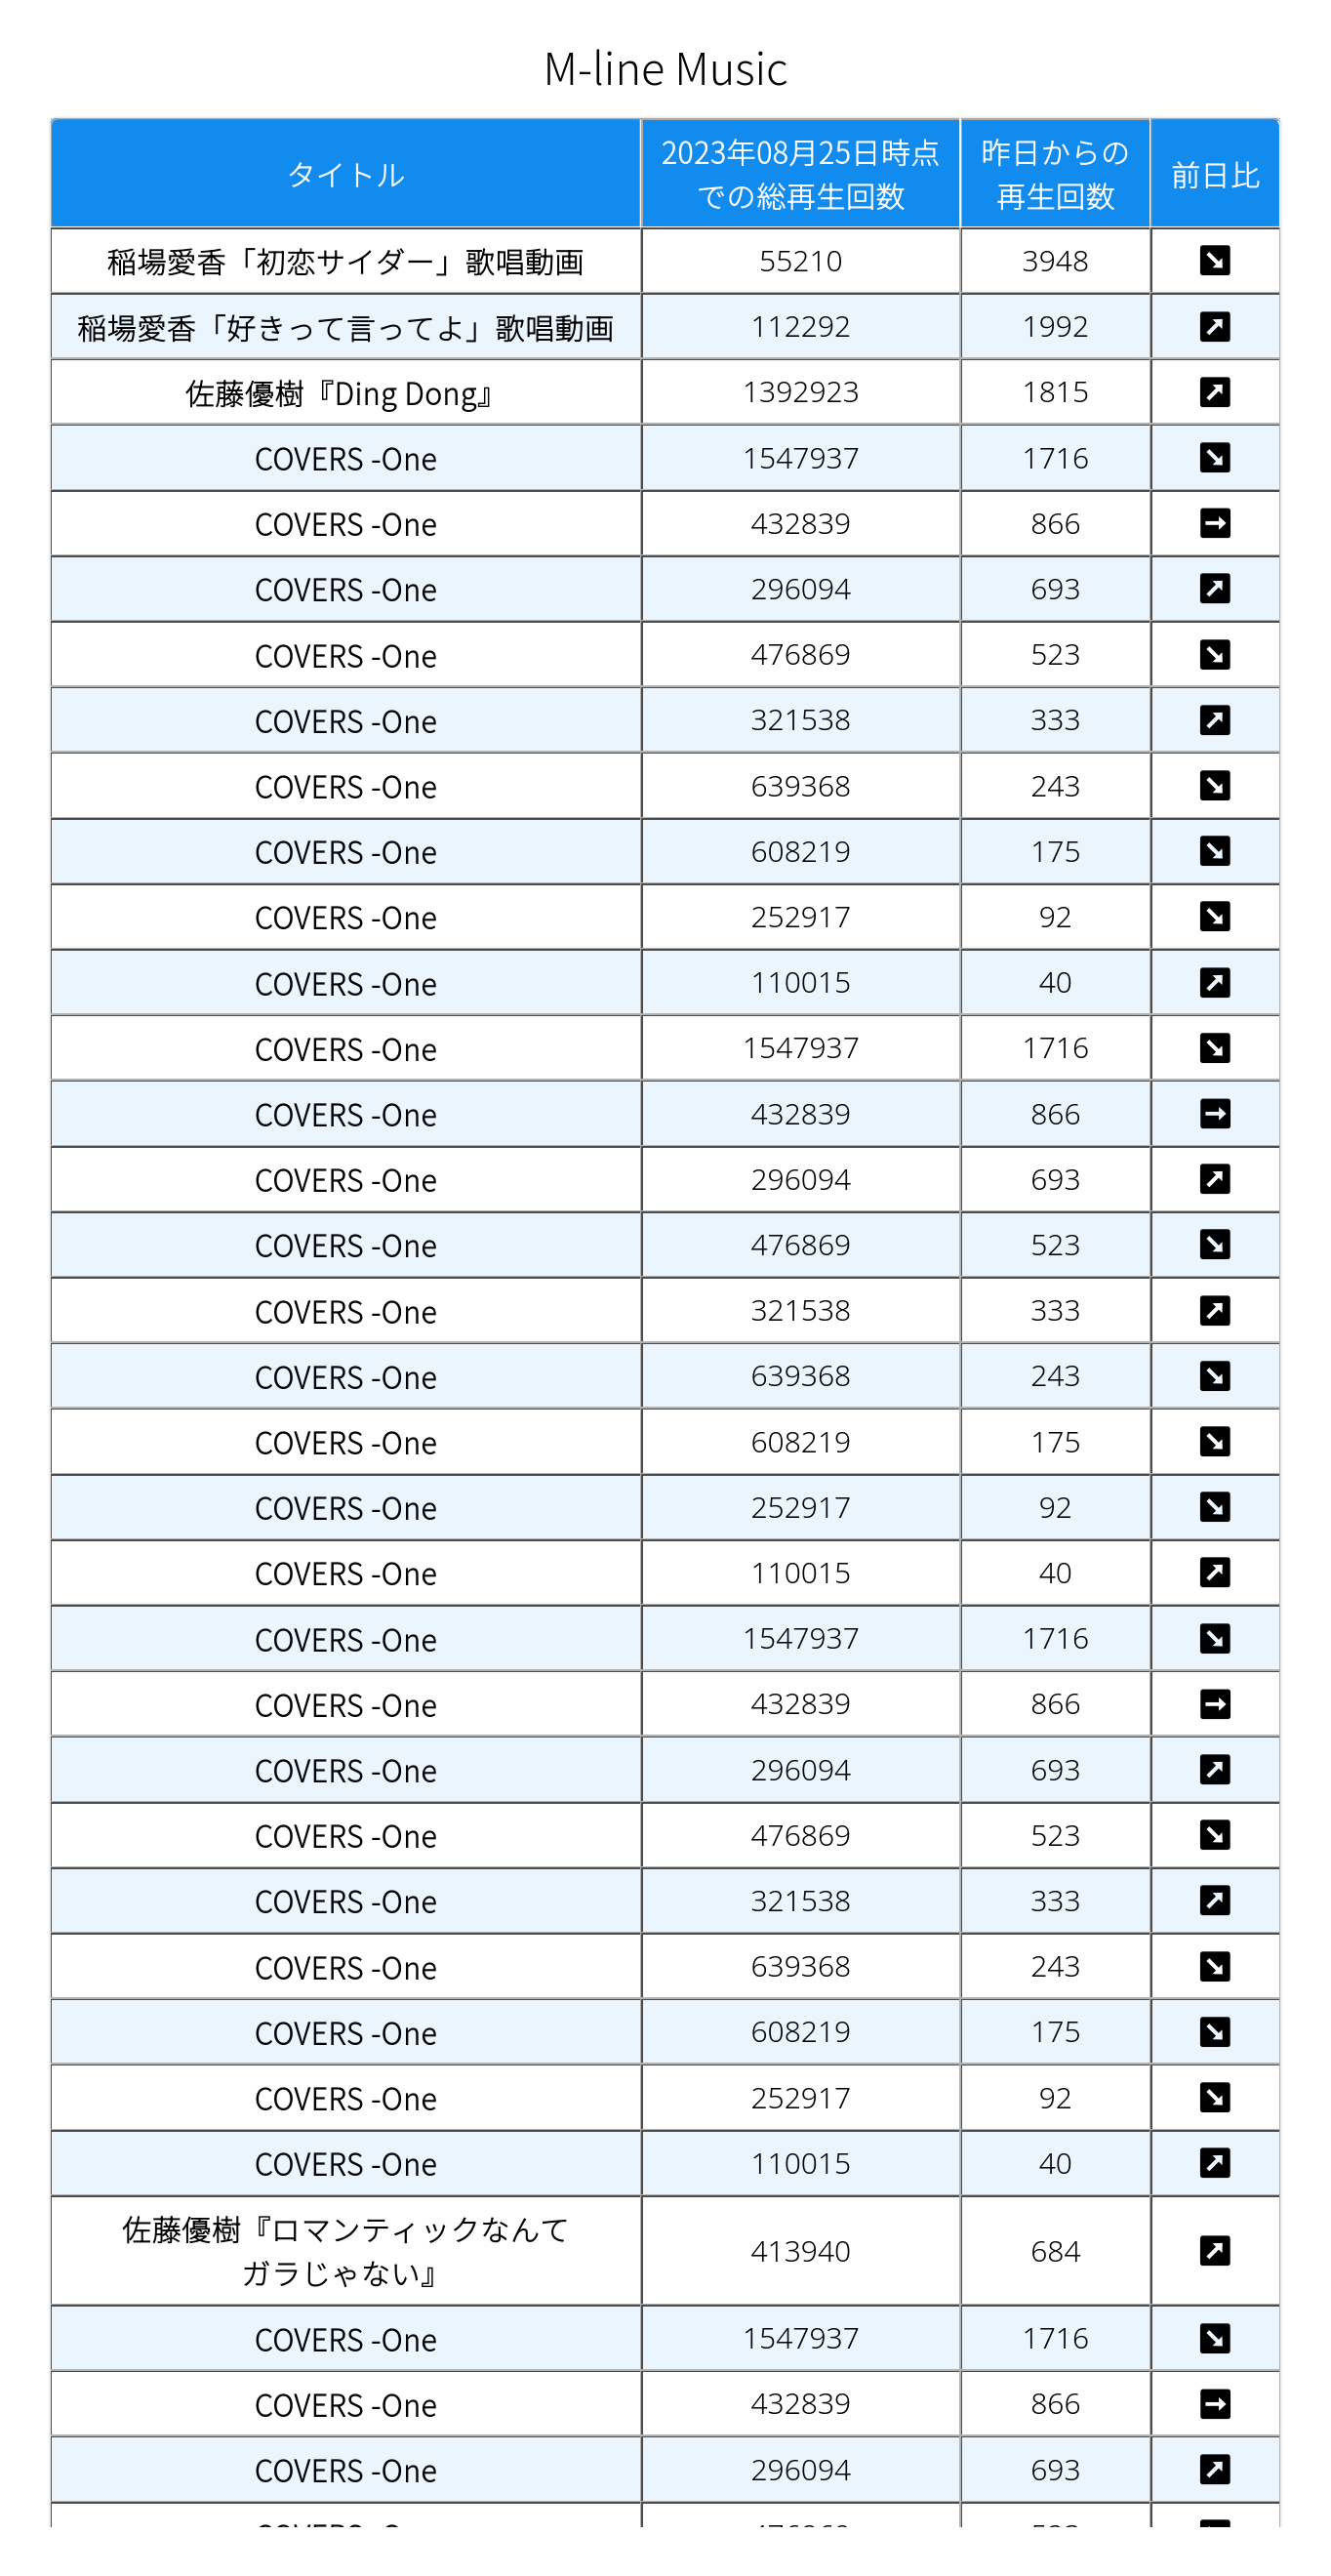 M-line Music
タイトル 2023年08月25日時点 昨日からの 前日比
での総再生回数 再生回数
稲場愛香「初恋サイダー」歌唱動画 55210 3948
稲場愛香「好きって言ってよ」歌唱動画 112292 1992
佐藤優樹『Ding Dong』 1392923 1815
COVERS -One 1547937 1716
COVERS -One 432839 866
COVERS -One 296094 693
COVERS -One 476869 523
COVERS -One 321538 333
COVERS -One 639368 243
COVERS -One 608219 175
COVERS -One 252917 92
COVERS -One 110015 40
COVERS -One 1547937 1716
COVERS -One 432839 866
COVERS -One 296094 693
COVERS -One 476869 523
COVERS -One 321538 333
COVERS -One 639368 243
COVERS -One 608219 175
COVERS -One 252917 92
COVERS -One 110015 40
COVERS -One 1547937 1716
COVERS -One 432839 866
COVERS -One 296094 693
COVERS -One 476869 523
COVERS -One 321538 333
COVERS -One 639368 243
COVERS -One 608219 175
COVERS -One 252917 92
COVERS -One 110015 40
佐藤優樹『ロマンティックなんて
ガラじゃない』 413940 684
COVERS -One 1547937 1716
COVERS -One 432839 866
COVERS -One 296094 693